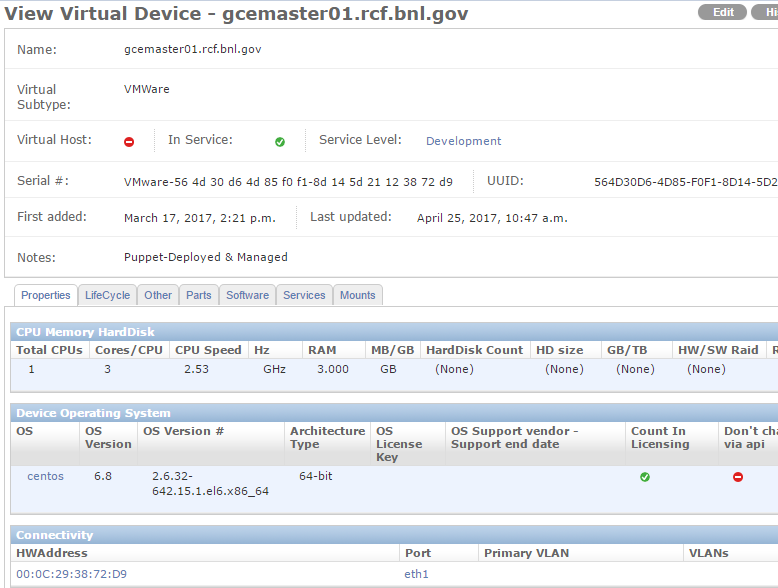 View Virtual Device - gcemaster01.rcf.bnl.gov Edit Hi
Name: gcemaster01.rcf.bnl.gov
Virtual Subtype: VMWare
Virtual Host: In Service: Service Level: Development
Serial #: VMware-56 4d 30 d6 4d 85 f0 f1-8d 14 5d 21 12 38 72 d9 UUID: 564D30D6-4D85-F0F1-8D14-5D2
First added: March 17, 2017, 2:21 p.m. Last updated: April 25, 2017, 10:47 a.m.
Notes: Puppet-Deployed & Managed
Properties LifeCycle Other Parts Software Services Mounts
CPU Memory HardDisk
Total CPUs Cores/CPU CPU Speed Hz RAM MB/GB HardDisk Count HD size GB/TB HW/SW Raid R
1 3 2.53 GHz 3.000 GB (None) (None) (None) (None)
Device Operating System
OS OS Version OS Version # Architecture Type OS License Key OS Support vendor - Support end date Count In Licensing Don't cha via api
centos 6.8 2.6.32-642.15.1.el6.x86_64 64-bit
Connectivity
HWAddress Port Primary VLAN VLANs
00:0C:29:38:72:D9 eth1